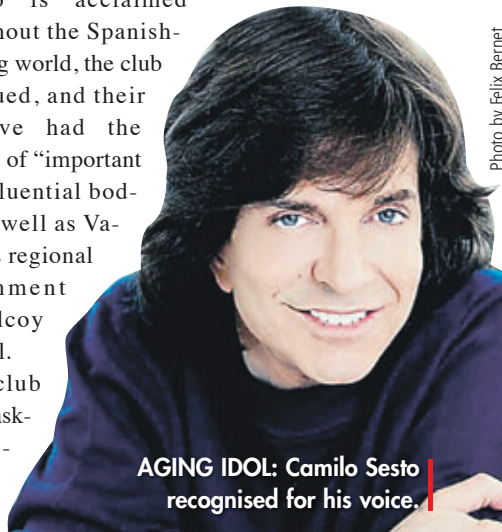 is acclaimed
hout the Spanish-
g world, the club
ued, and their
ve had the
of “important
luential bod-
well as Va-
s regional
nment
lcoy
l.
club
ask-
-
Photo by Felix Bernet
AGING IDOL: Camilo Sesto
recognised for his voice.